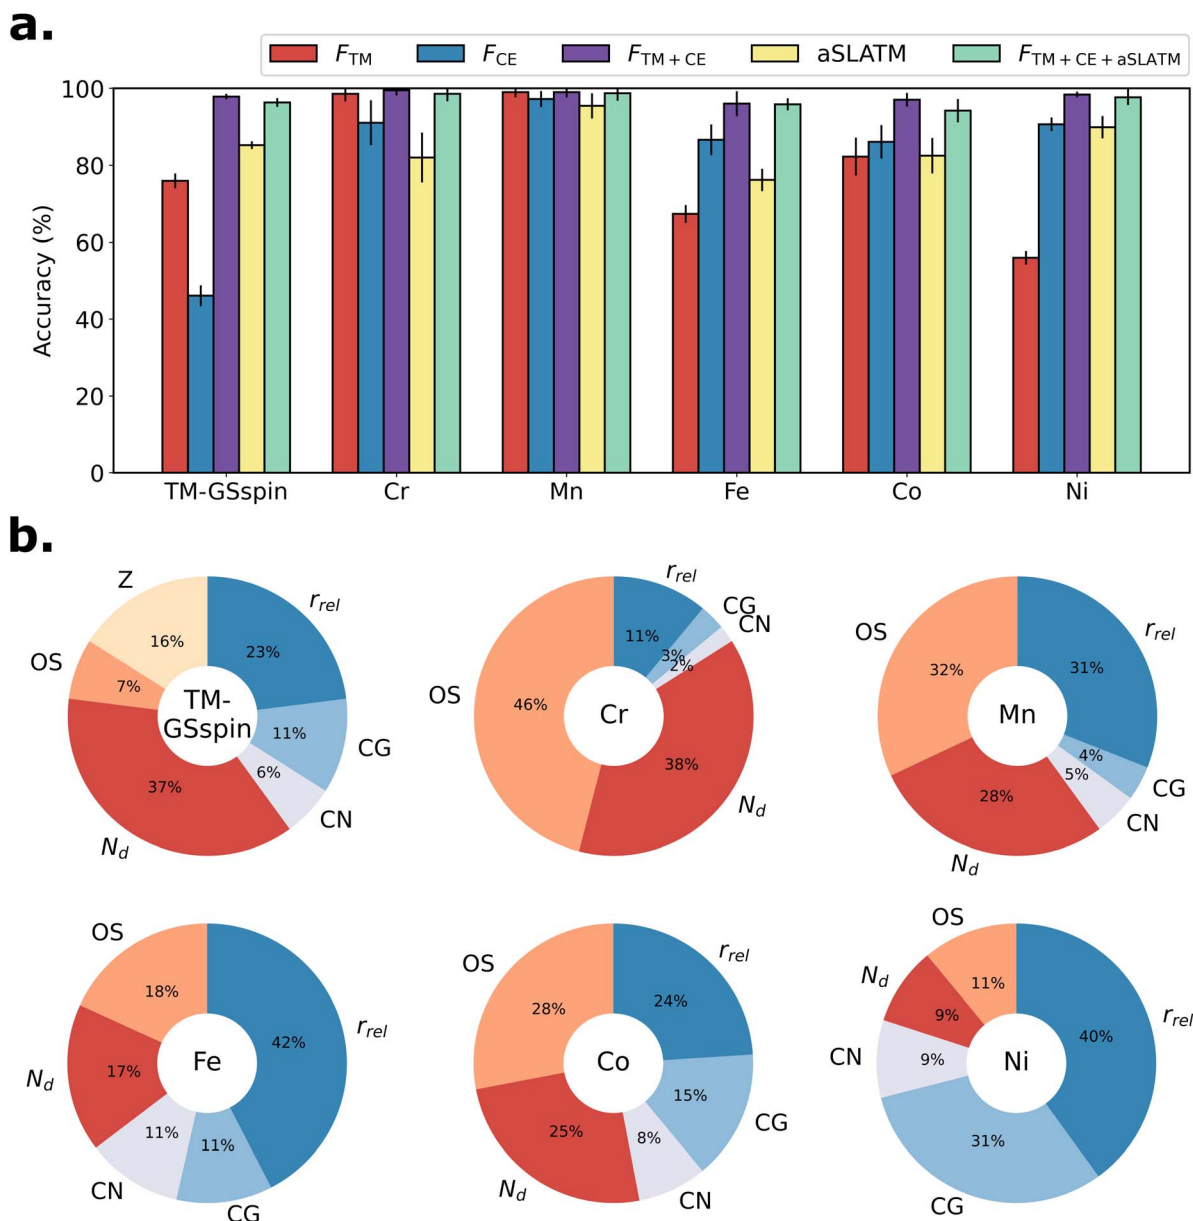 a.
F_TM F_CE F_TM+CE aSLATM F_TM+CE+aSLATM
100
80
60
40
20
0
Accuracy (%)
TM-GSspin Cr Mn Fe Co Ni
b.
Z
r_rel
OS
16%
23%
7%
TM-
GSspin
11%
CG
6%
37%
CN
N_d
r_rel
CG
CN
11%
3%
2%
OS
46%
Cr
38%
N_d
OS
r_rel
32%
31%
Mn
4%
5%
CG
28%
CN
N_d
OS
18%
42%
r_rel
Fe
N_d
17%
11%
11%
CN
CG
OS
r_rel
28%
24%
Co
15%
25%
8%
CG
N_d
CN
OS
N_d
11%
r_rel
9%
40%
CN
9%
Ni
31%
CG